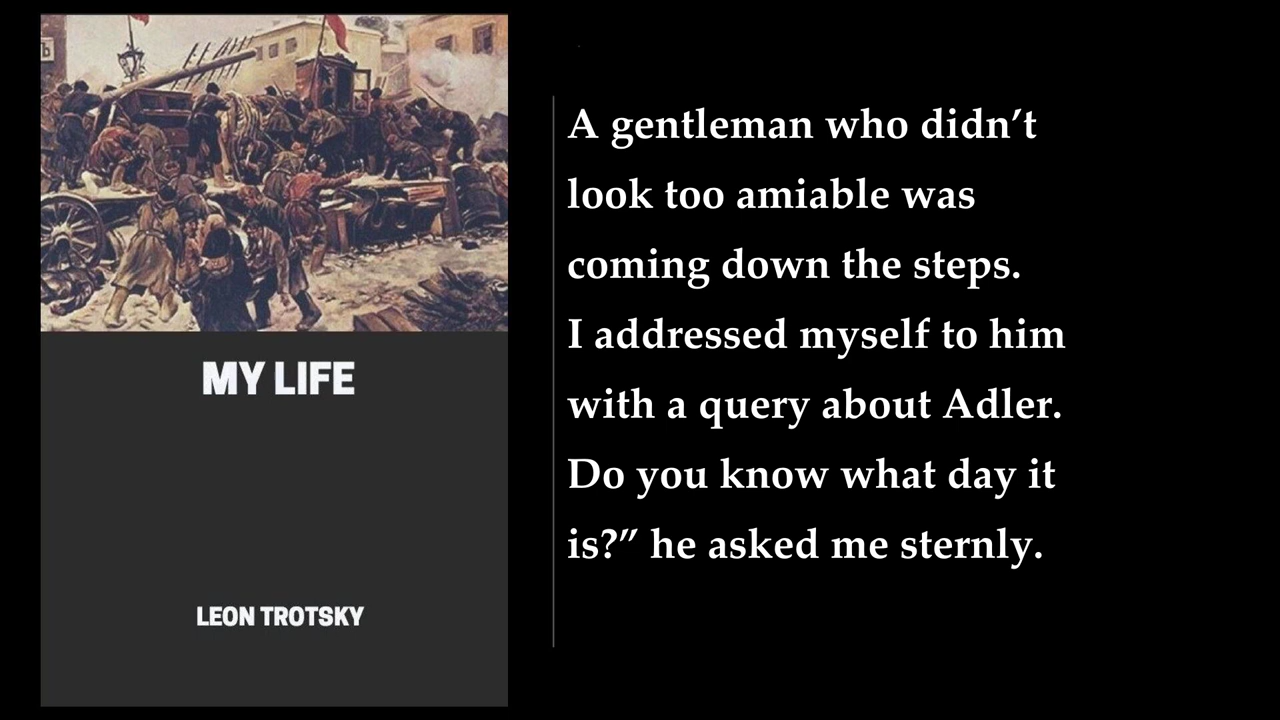 MY LIFE
LEON TROTSKY
A gentleman who didn’t
look too amiable was
coming down the steps.
I addressed myself to him
with a query about Adler.
Do you know what day it
is?” he asked me sternly.